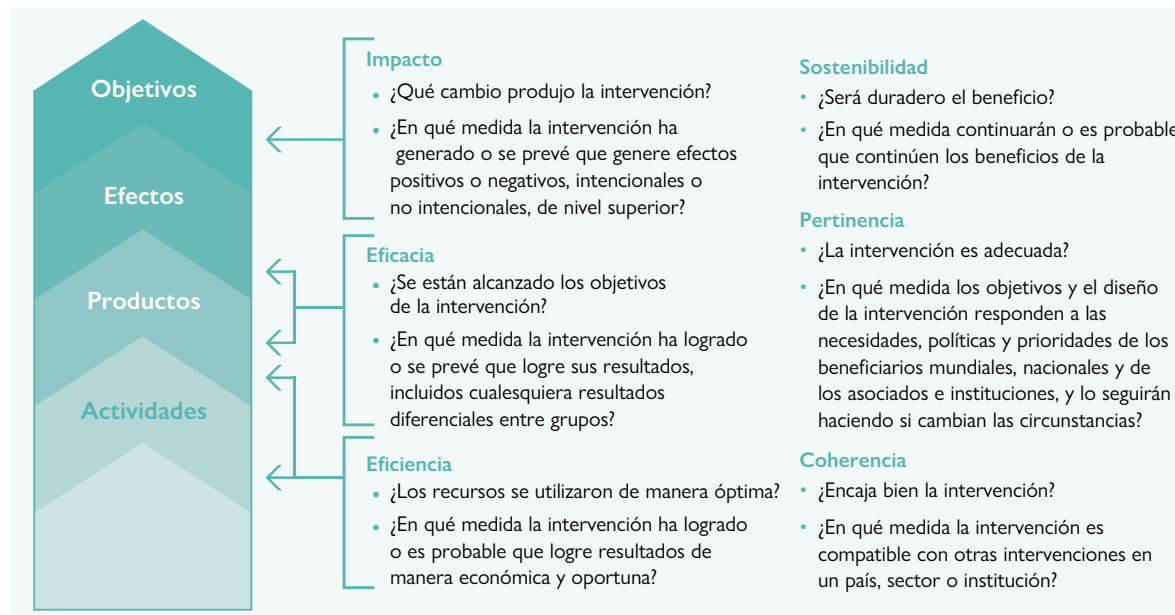 Objetivos
Efectos
Productos
Actividades
Impacto
• ¿Qué cambio produjo la intervención?
• ¿En qué medida la intervención ha
generado o se prevé que genere efectos
positivos o negativos, intencionales o
no intencionales, de nivel superior?
Eficacia
• ¿Se están alcanzado los objetivos
de la intervención?
• ¿En qué medida la intervención ha logrado
o se prevé que logre sus resultados,
incluidos cualesquiera resultados
diferenciales entre grupos?
Eficiencia
• ¿Los recursos se utilizaron de manera óptima?
• ¿En qué medida la intervención ha logrado
o es probable que logre resultados de
manera económica y oportuna?
Sostenibilidad
• ¿Será duradero el beneficio?
• ¿En qué medida continuarán o es probable
que continúen los beneficios de la
intervención?
Pertinencia
• ¿La intervención es adecuada?
• ¿En qué medida los objetivos y el diseño
de la intervención responden a las
necesidades, políticas y prioridades de los
beneficiarios mundiales, nacionales y de
los asociados e instituciones, y lo seguirán
haciendo si cambian las circunstancias?
Coherencia
• ¿Encaja bien la intervención?
• ¿En qué medida la intervención es
compatible con otras intervenciones en
un país, sector o institución?